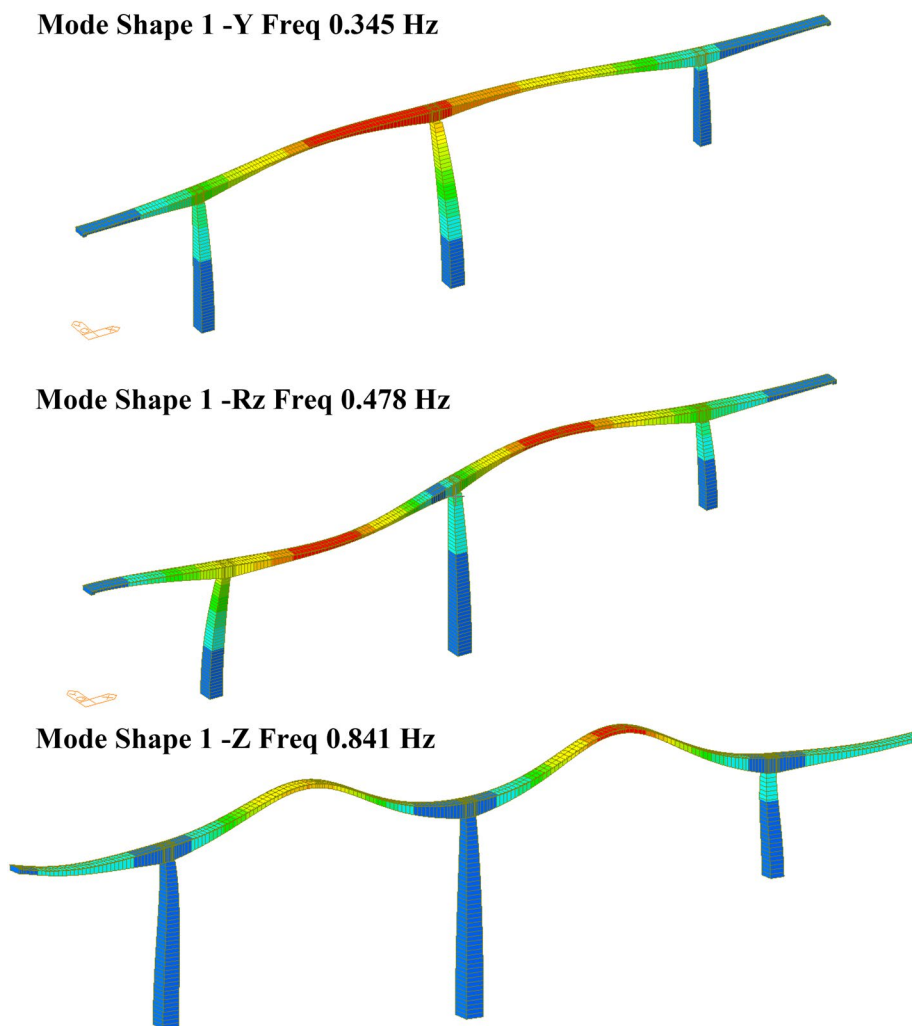 Mode Shape 1 -Y Freq 0.345 Hz
Mode Shape 1 -Rz Freq 0.478 Hz
Mode Shape 1 -Z Freq 0.841 Hz